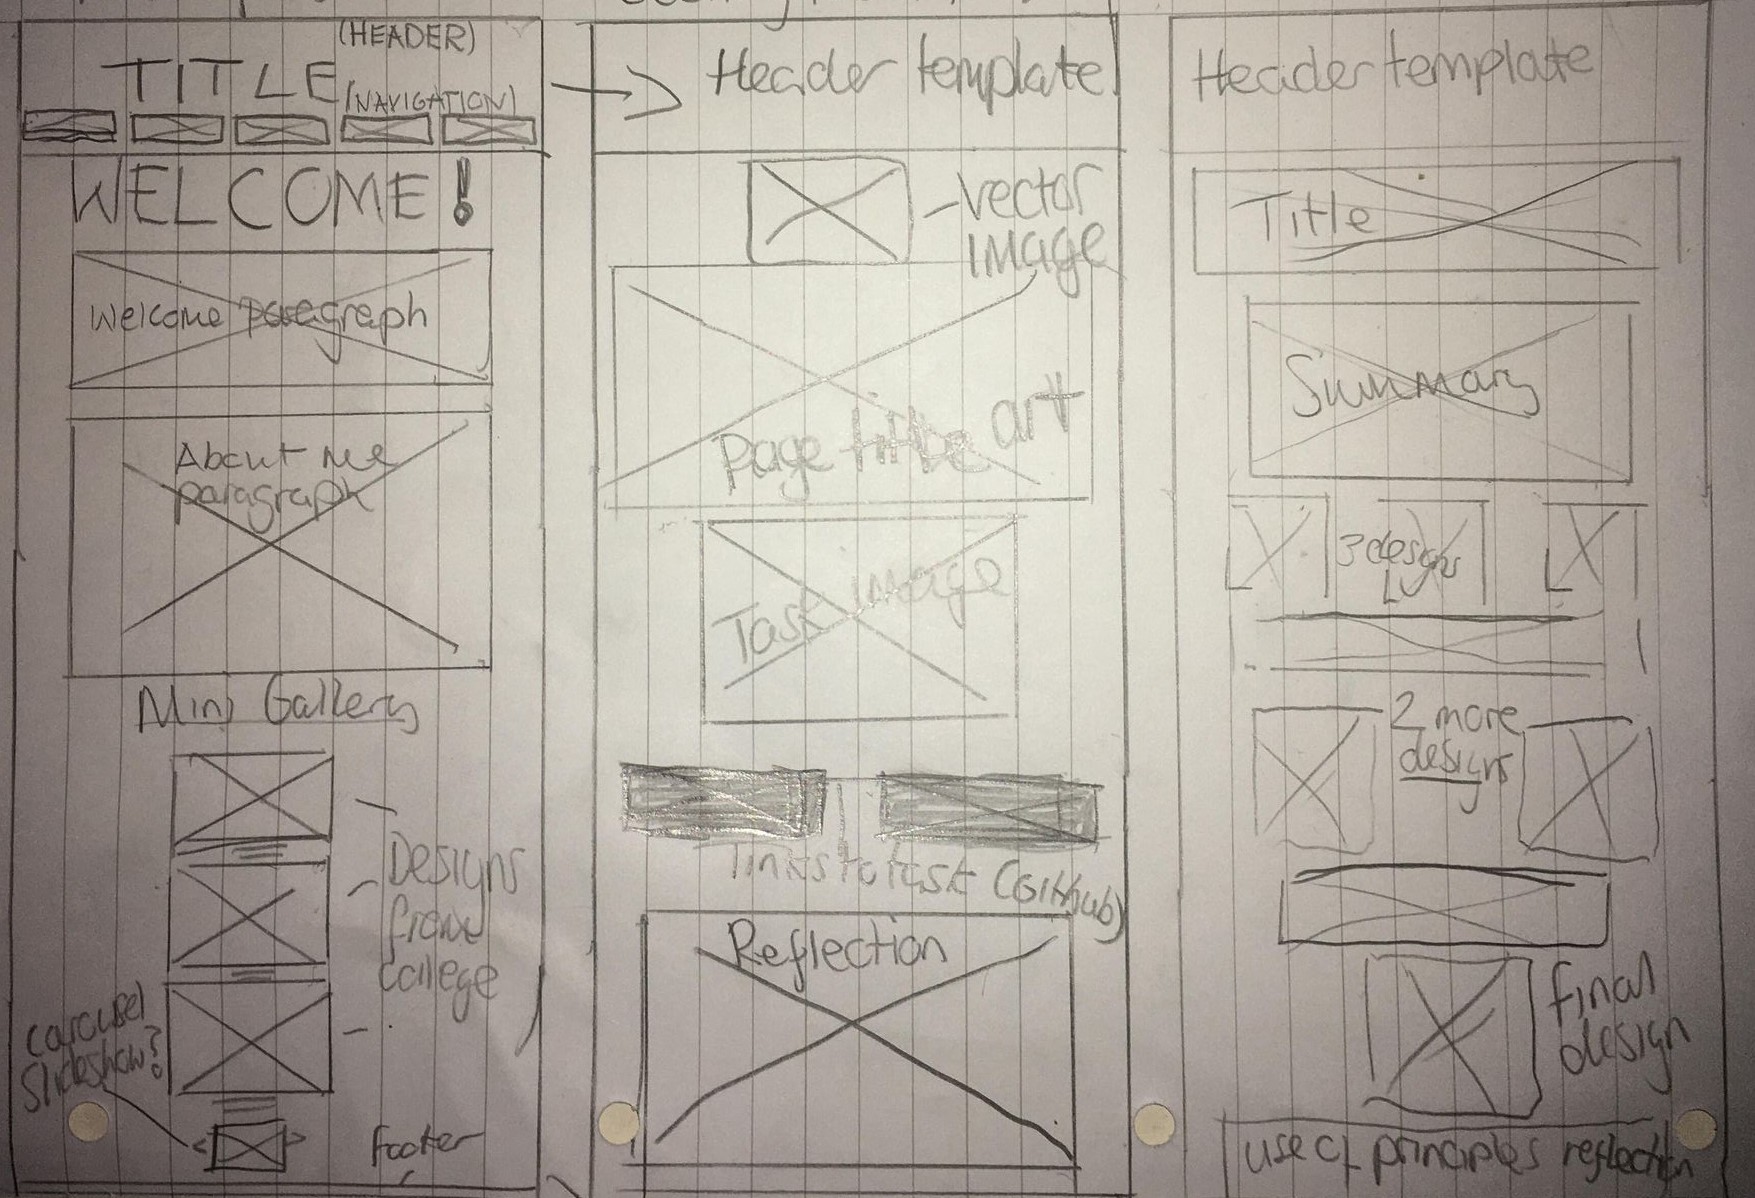 (HEADER)
TITLE
(NAVIGATION)
WELCOME!
Welcome paragraph
About me
paragraph
Mini Gallery
Designs
from
college
carousel
slideshow?
footer
Header template
vector
image
page title art
Task image
links to task (GitHub)
Reflection
Header template
Title
Summary
3 designs
2 more
designs
final
design
use of principles reflection